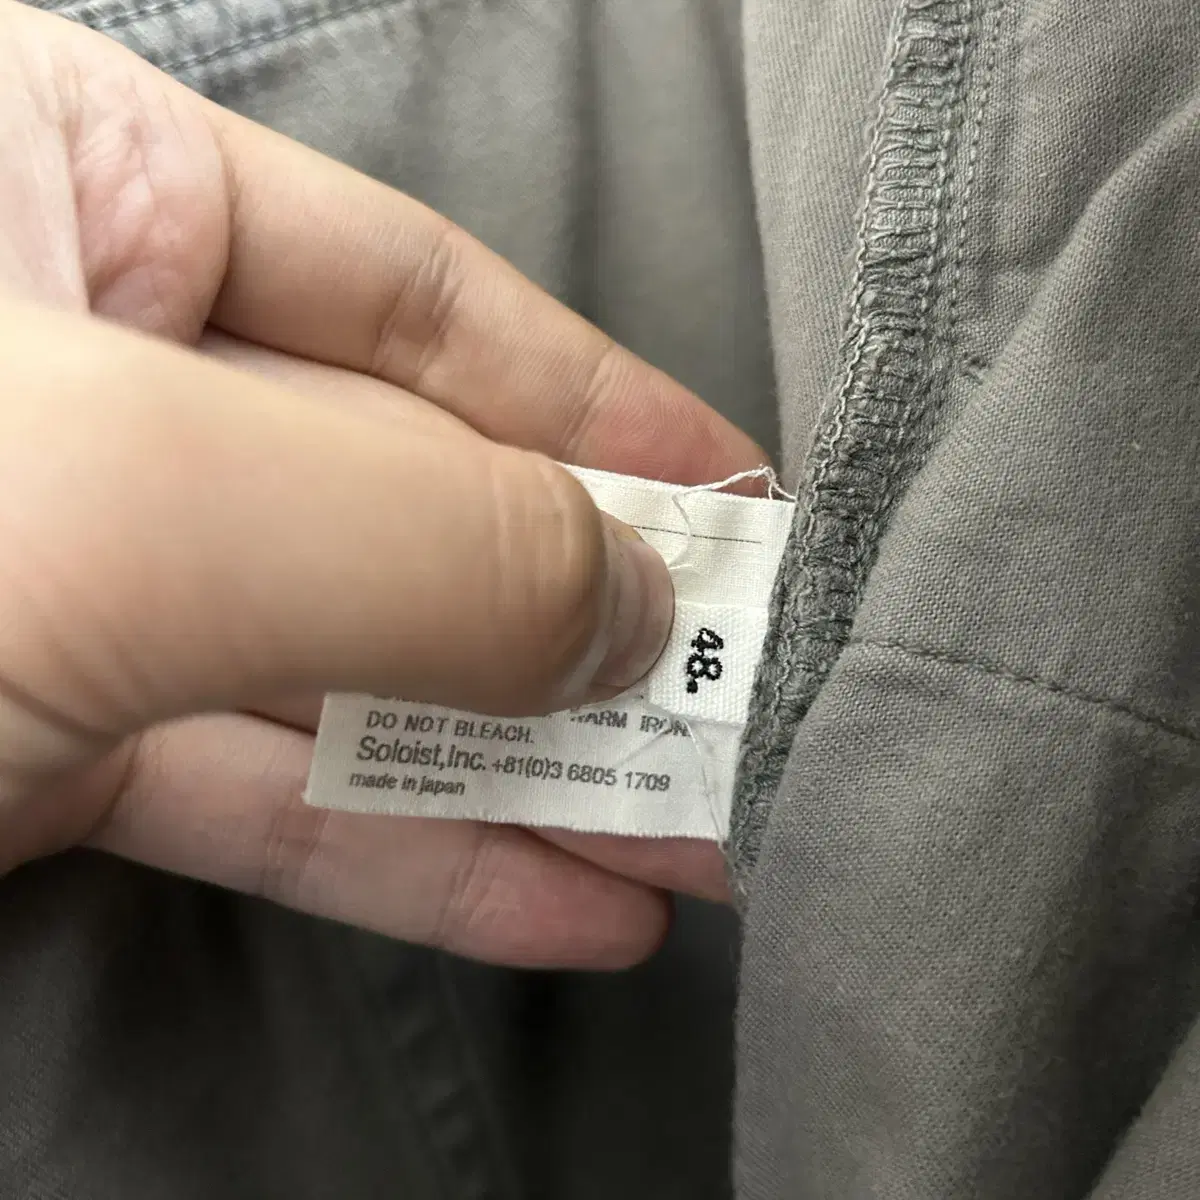 48.
WARM IRON.
DO NOT BLEACH.
Soloist,Inc. +81(0)3 6805 1709
made in japan